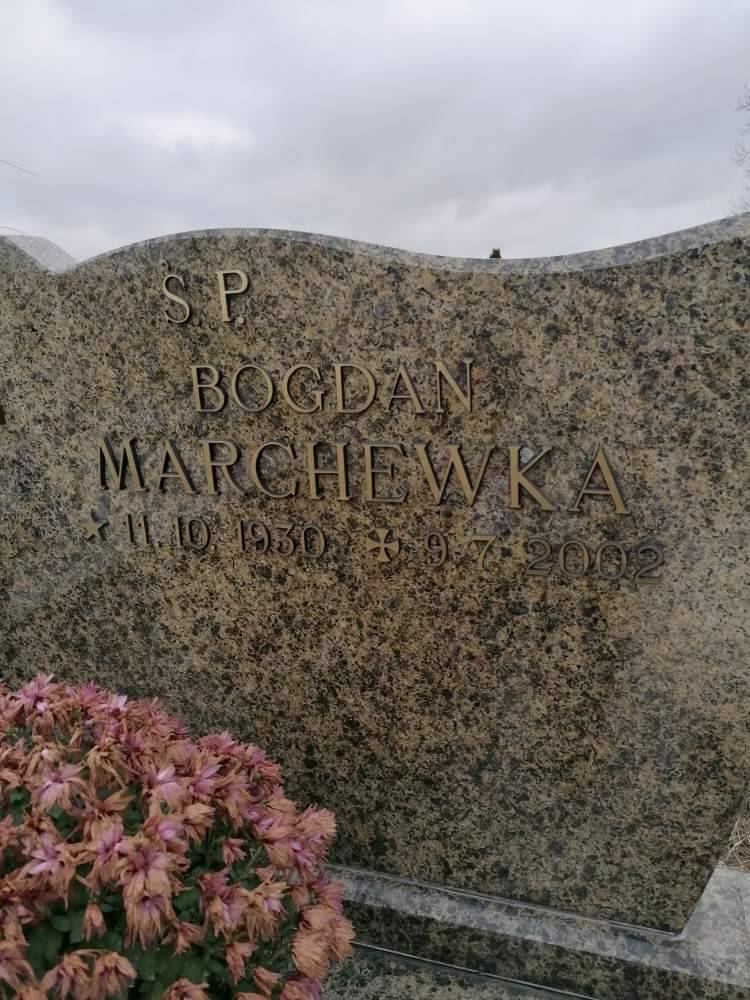 S. P.
BOGDAN
MARCHEWKA
★ 11. 10. 1930 ✠ 9. 7. 2002